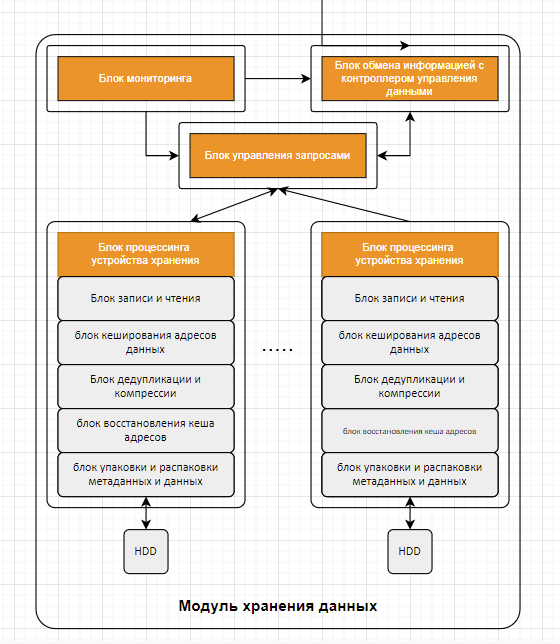 Блок мониторинга
Блок обмена информацией с
контроллером управления
данными
Блок управления запросами
Блок процессинга
устройства хранения
Блок записи и чтения
блок кеширования адресов
данных
Блок дедупликации и
компрессии
блок восстановления кеша
адресов
блок упаковки и распаковки
метаданных и данных
HDD
.....
Блок процессинга
устройства хранения
Блок записи и чтения
блок кеширования адресов
данных
Блок дедупликации и
компрессии
блок восстановления кеша адресов
блок упаковки и распаковки
метаданных и данных
HDD
Модуль хранения данных